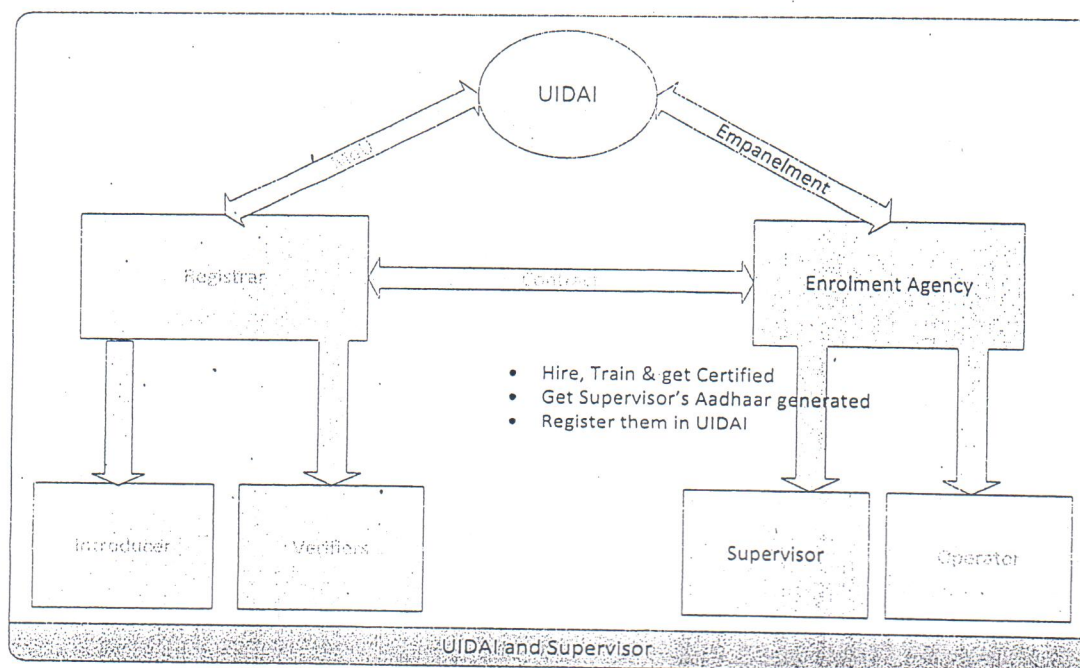 UIDAI
MoU
Empanelment
Registrar
Contract
Enrolment Agency
• Hire, Train & get Certified
• Get Supervisor's Aadhaar generated
• Register them in UIDAI
Introducer
Verifiers
Supervisor
Operator
UIDAI and Supervisor